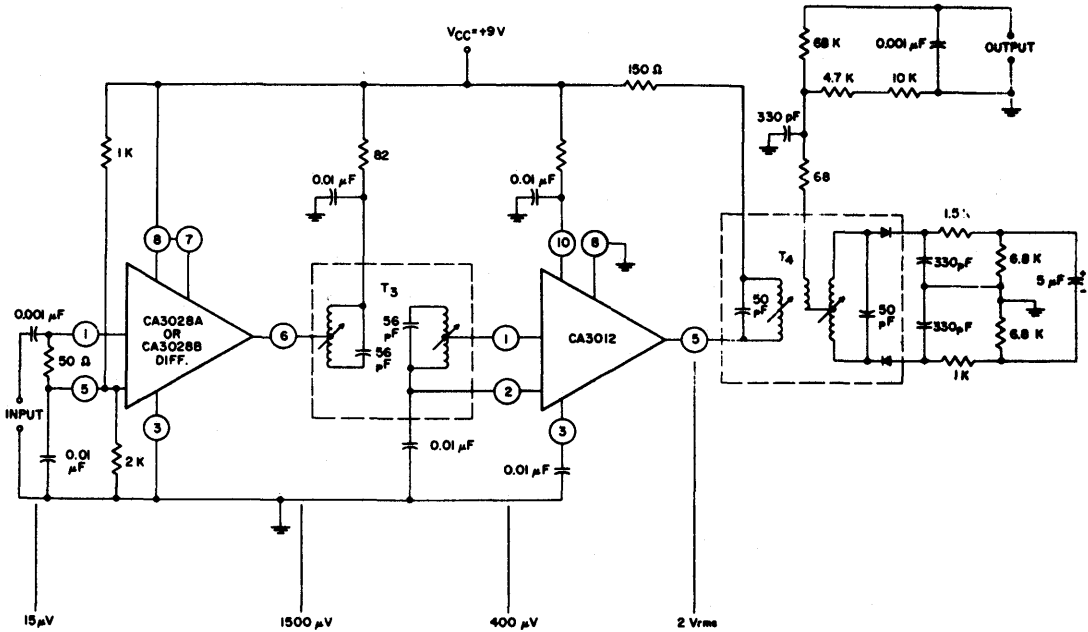 VCC=+9V
150 Ω
68 K
0.001 µF
OUTPUT
4.7 K
10 K
330 pF
68
1K
82
0.01 µF
0.01 µF
8
7
10
8
0.001 µF
1
50 Ω
5
INPUT
0.01
µF
2K
CA3028A
OR
CA3028B
DIFF.
3
6
T3
56
pF
56
pF
1
2
CA3012
3
5
0.01 µF
0.01 µF
T4
50
pF
50
pF
330pF
330pF
6.8 K
6.8 K
1K
5 µF
+
-
15µV
1500 µV
400 µV
2 Vrms